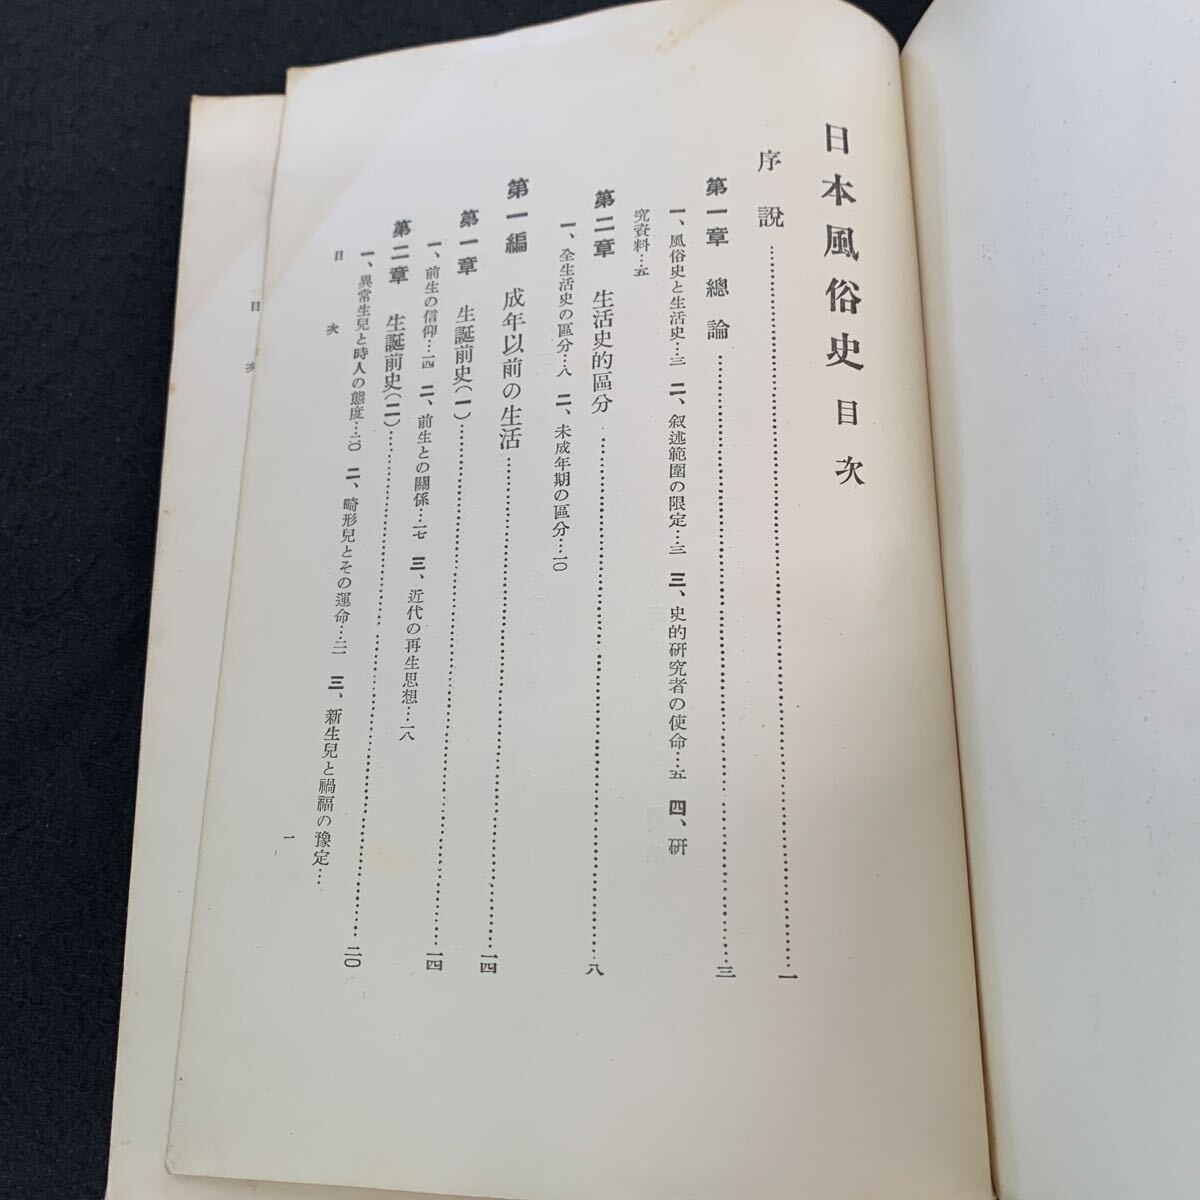 日本風俗史 目次
序說……一
第一章 總論……三
一、風俗史と生活史…三 二、叙述範圍の限定…三 三、史的硏究者の使命…五 四、硏
究資料…五
第二章 生活史的區分……八
一、全生活史の區分…八 二、未成年期の區分…一〇
第一編 成年以前の生活……一四
第一章 生誕前史(一)……一四
一、前生の信仰…一四 二、前生との關係…一七 三、近代の再生思想…一八
第二章 生誕前史(二)……二〇
一、異常生兒と時人の態度…二〇 二、畸形兒とその運命…二一 三、新生兒と禍福の豫定…
目次
一
目次